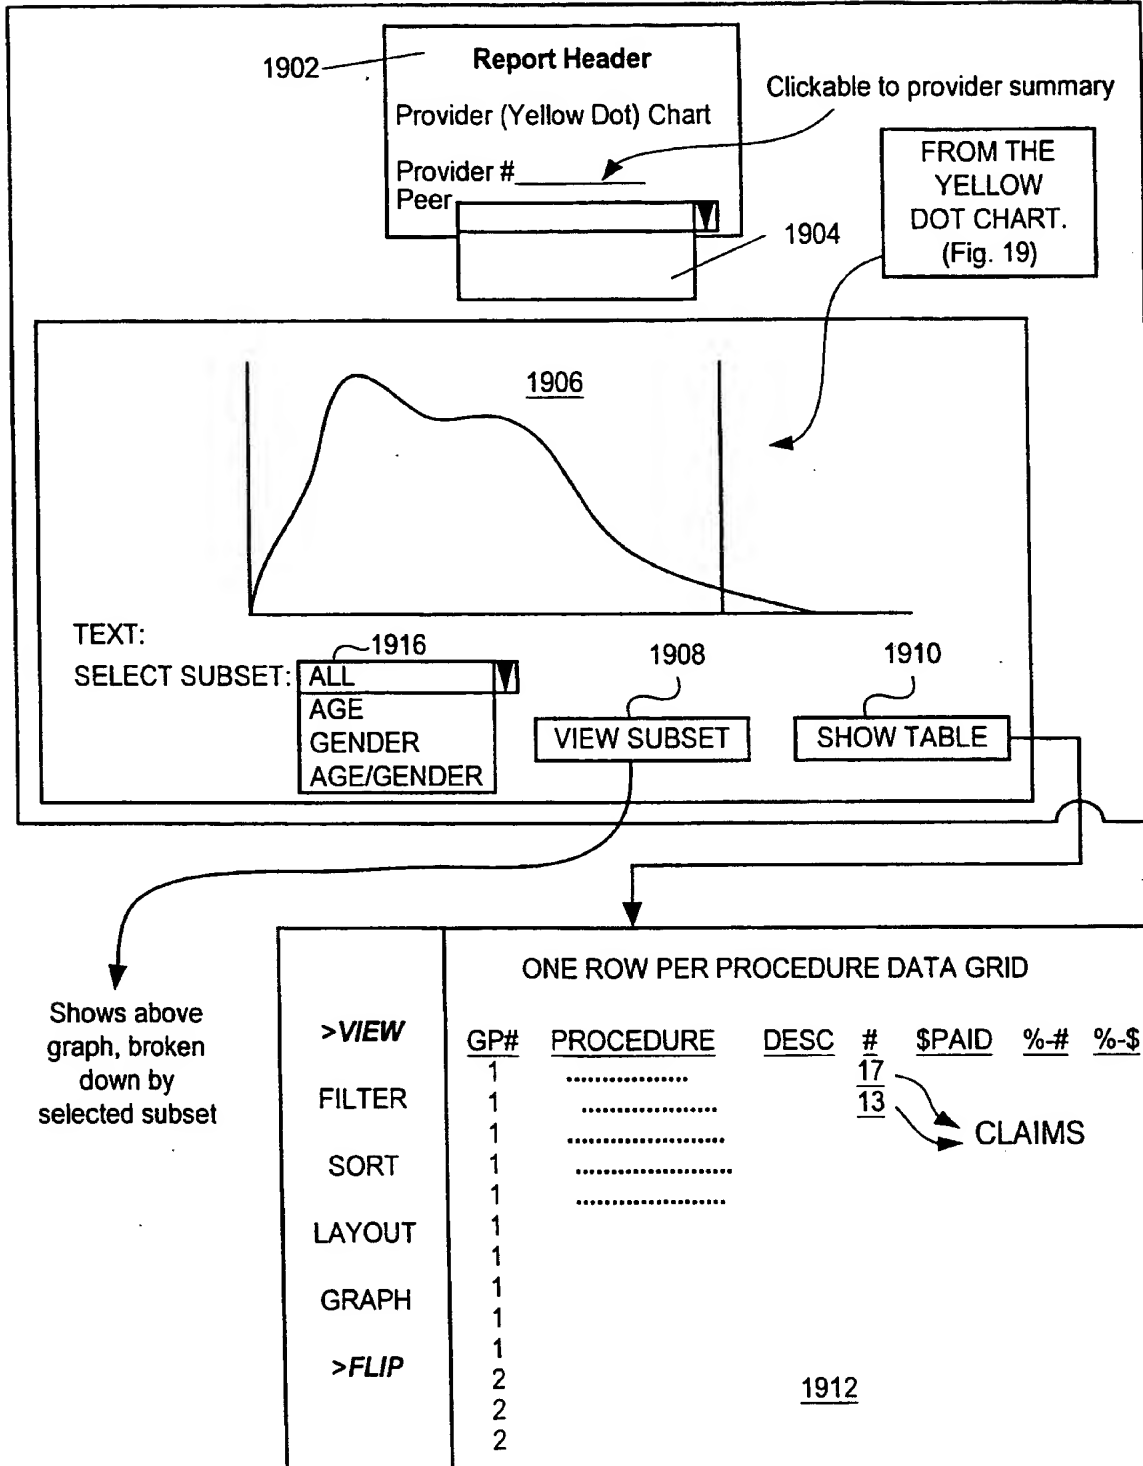 1902
Report Header
Provider (Yellow Dot) Chart
Provider #
Peer
Clickable to provider summary
FROM THE
YELLOW
DOT CHART.
(Fig. 19)
1904
1906
TEXT:
SELECT SUBSET:
1916
ALL
AGE
GENDER
AGE/GENDER
1908
VIEW SUBSET
1910
SHOW TABLE
Shows above
graph, broken
down by
selected subset
>VIEW
FILTER
SORT
LAYOUT
GRAPH
>FLIP
ONE ROW PER PROCEDURE DATA GRID
GP# PROCEDURE DESC # $PAID %-# %-$
1 .............. 17
1 ................ 13
1 ................... CLAIMS
1 ...................
1 ..................
1
1
1
1
1
2
2
2
1912